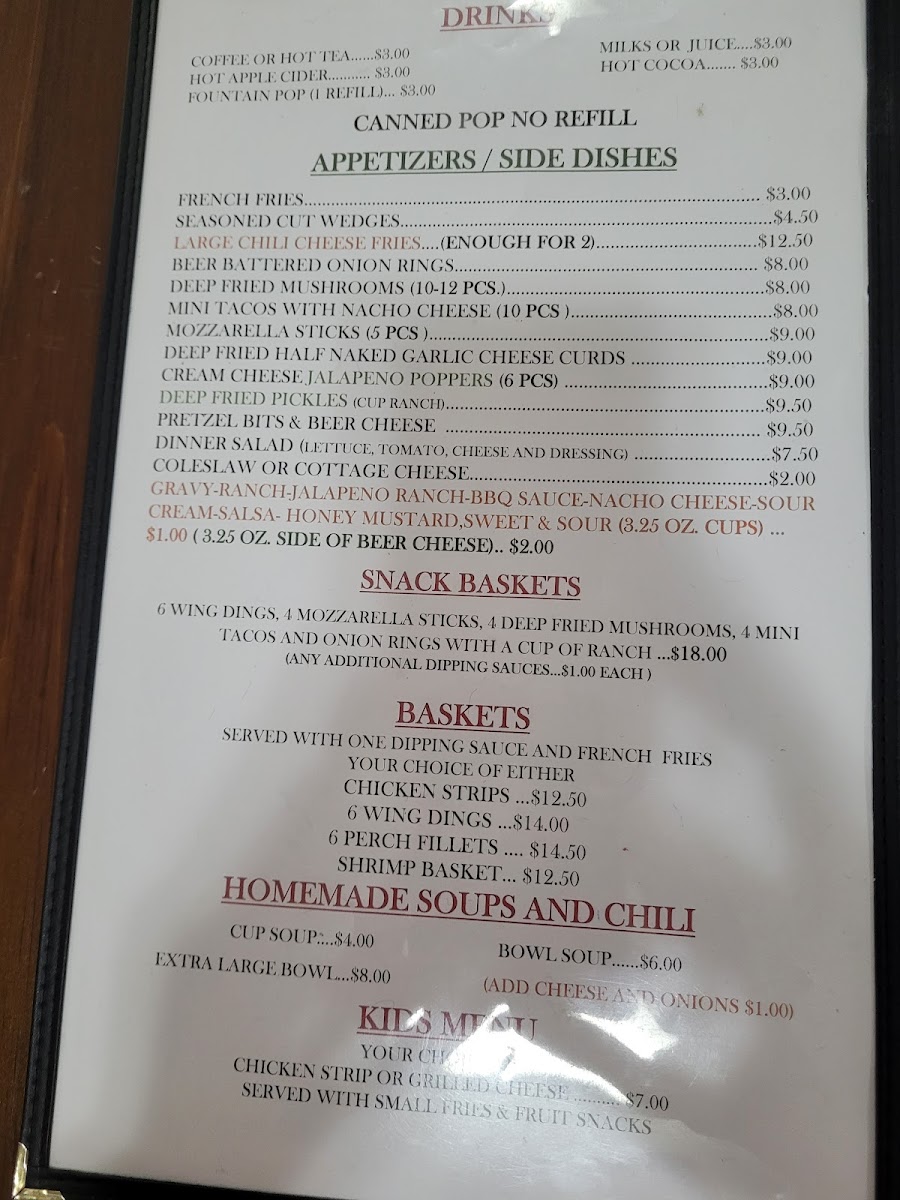 DRINKS
COFFEE OR HOT TEA......$3.00
HOT APPLE CIDER........... $3.00
FOUNTAIN POP (1 REFILL)... $3.00
MILKS OR JUICE....$3.00
HOT COCOA....... $3.00
CANNED POP NO REFILL
APPETIZERS / SIDE DISHES
FRENCH FRIES............................................................ $3.00
SEASONED CUT WEDGES............................................................$4.50
LARGE CHILI CHEESE FRIES....(ENOUGH FOR 2)..............................$12.50
BEER BATTERED ONION RINGS.................................................. $8.00
DEEP FRIED MUSHROOMS (10-12 PCS.)...........................................$8.00
MINI TACOS WITH NACHO CHEESE (10 PCS ).................................$8.00
MOZZARELLA STICKS (5 PCS )......................................................$9.00
DEEP FRIED HALF NAKED GARLIC CHEESE CURDS ......................$9.00
CREAM CHEESE JALAPENO POPPERS (6 PCS) ..................................$9.00
DEEP FRIED PICKLES (CUP RANCH)....................................................$9.50
PRETZEL BITS & BEER CHEESE .................................................... $9.50
DINNER SALAD (LETTUCE, TOMATO, CHEESE AND DRESSING) .......................$7.50
COLESLAW OR COTTAGE CHEESE..................................................$2.00
GRAVY-RANCH-JALAPENO RANCH-BBQ SAUCE-NACHO CHEESE-SOUR
CREAM-SALSA- HONEY MUSTARD,SWEET & SOUR (3.25 OZ. CUPS) ...
$1.00 ( 3.25 OZ. SIDE OF BEER CHEESE).. $2.00
SNACK BASKETS
6 WING DINGS, 4 MOZZARELLA STICKS, 4 DEEP FRIED MUSHROOMS, 4 MINI
TACOS AND ONION RINGS WITH A CUP OF RANCH ...$18.00
(ANY ADDITIONAL DIPPING SAUCES...$1.00 EACH )
BASKETS
SERVED WITH ONE DIPPING SAUCE AND FRENCH FRIES
YOUR CHOICE OF EITHER
CHICKEN STRIPS ...$12.50
6 WING DINGS ...$14.00
6 PERCH FILLETS .... $14.50
SHRIMP BASKET... $12.50
HOMEMADE SOUPS AND CHILI
CUP SOUP:...$4.00
BOWL SOUP......$6.00
EXTRA LARGE BOWL...$8.00
(ADD CHEESE AND ONIONS $1.00)
KIDS MENU
YOUR
CHICKEN STRIP OR GRILLED CHEESE .......... $7.00
SERVED WITH SMALL FRIES & FRUIT SNACKS